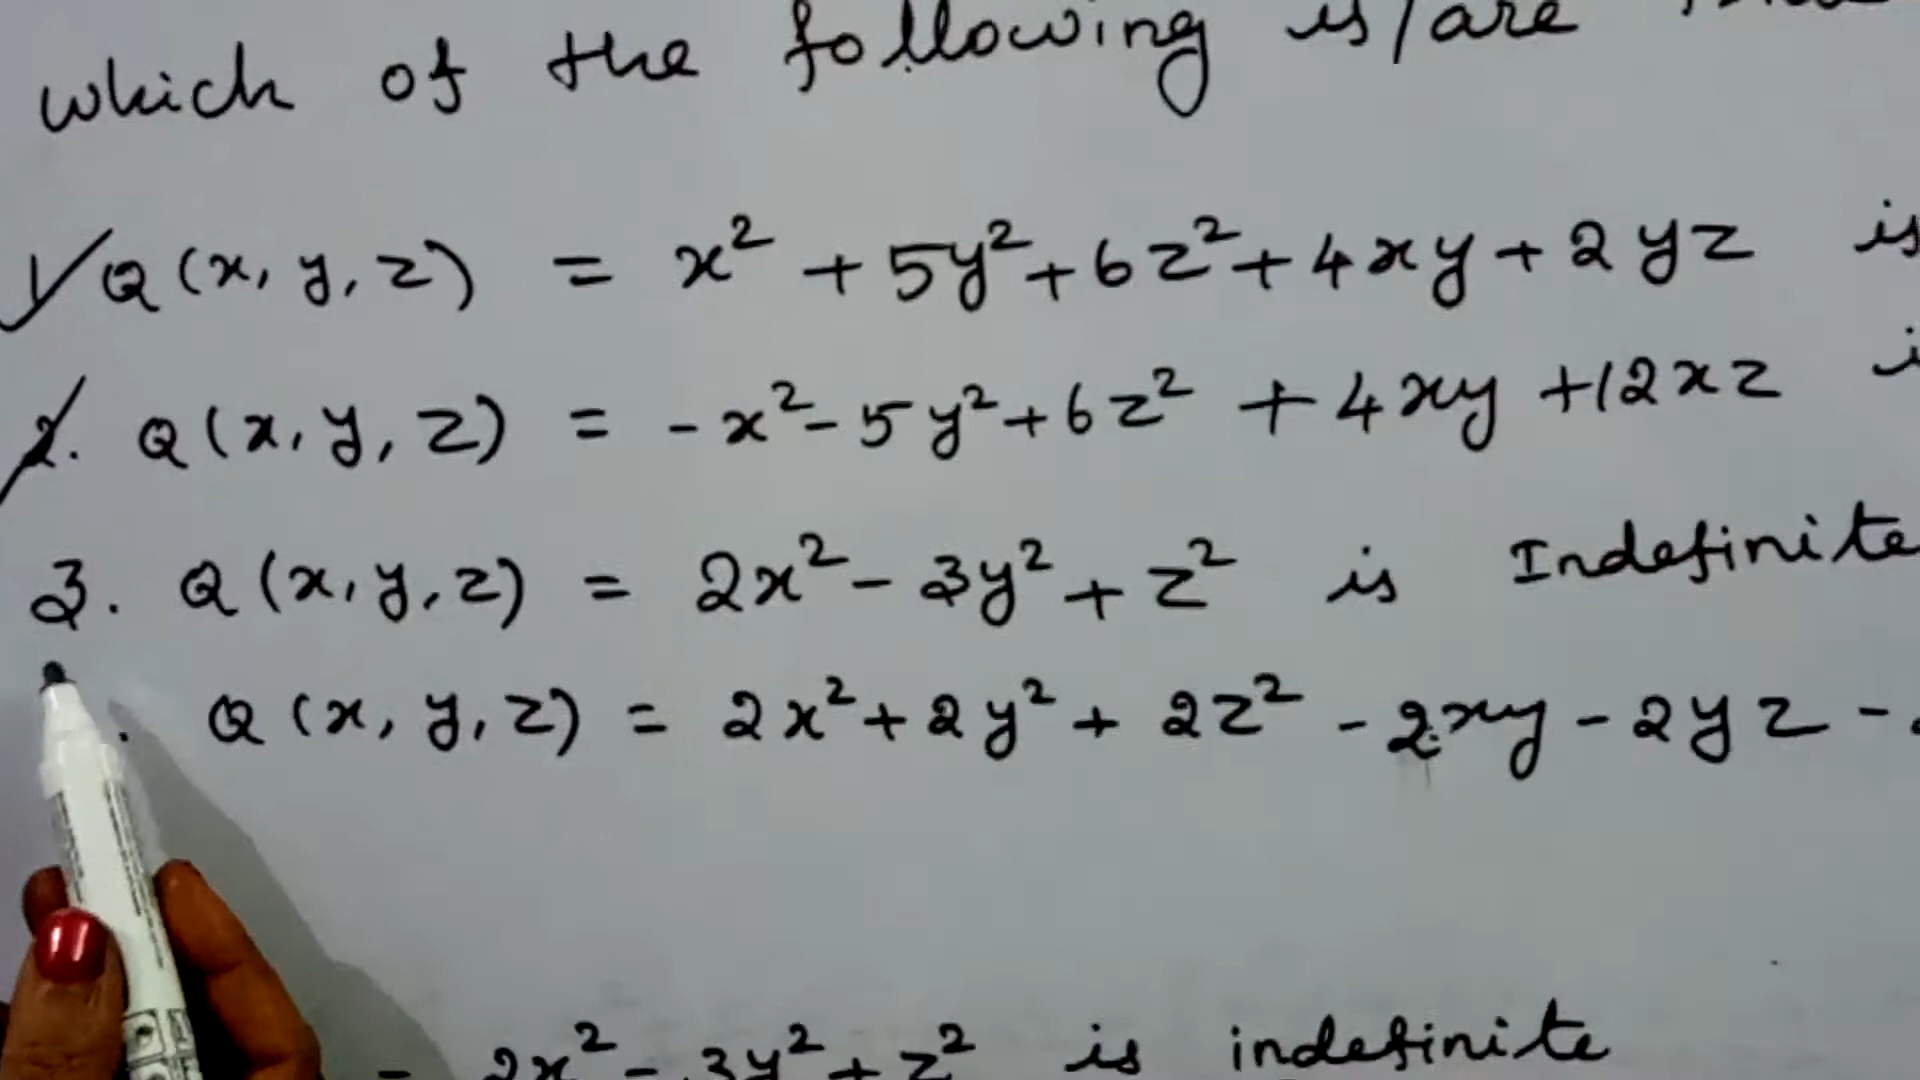 which of the following is/are
1 Q(x, y, z) = x² + 5y² + 6z² + 4xy + 2yz is
2. Q(x, y, z) = -x² - 5y² + 6z² + 4xy + 12xz
3. Q(x, y, z) = 2x² - 3y² + z² is Indefinite
. Q(x, y, z) = 2x² + 2y² + 2z² - 2xy - 2yz -
- 2x² - 3y² + z² is indefinite